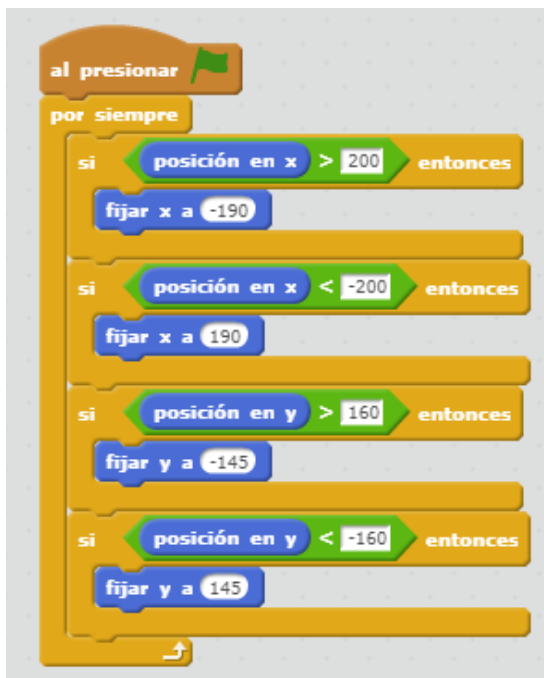 al presionar
por siempre
si posición en x > 200 entonces
fijar x a -190
si posición en x < -200 entonces
fijar x a 190
si posición en y > 160 entonces
fijar y a -145
si posición en y < -160 entonces
fijar y a 145